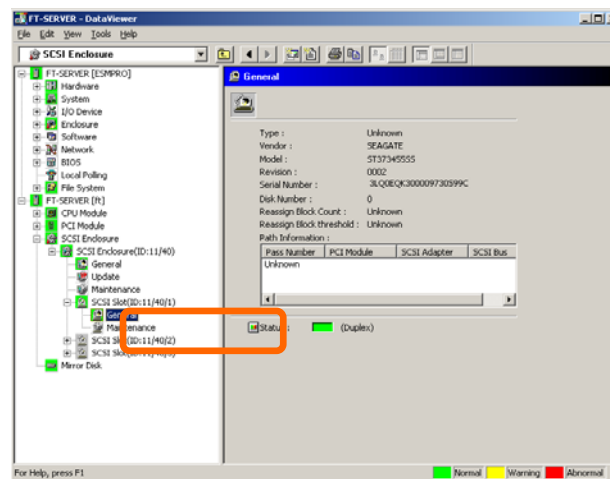 FT-SERVER - DataViewer
File Edit View Tools Help
SCSI Enclosure
FT-SERVER [ESMPRO]
Hardware
System
I/O Device
Enclosure
Software
Network
BIOS
Local Polling
File System
FT-SERVER [ft]
CPU Module
PCI Module
SCSI Enclosure
SCSI Enclosure(ID:11/40)
General
Update
Maintenance
SCSI Slot(ID:11/40/1)
General
Maintenance
SCSI Slot(ID:11/40/2)
SCSI Slot(ID:11/40/3)
Mirror Disk
General
Type : Unknown
Vendor : SEAGATE
Model : ST373455SS
Revision : 0002
Serial Number : 3LQ0EQK300009730S99C
Disk Number : 0
Reassign Block Count : Unknown
Reassign Block threshold : Unknown
Path Information :
Pass Number PCI Module SCSI Adapter SCSI Bus
Unknown
Status : (Duplex)
For Help, press F1
Normal Warning Abnormal